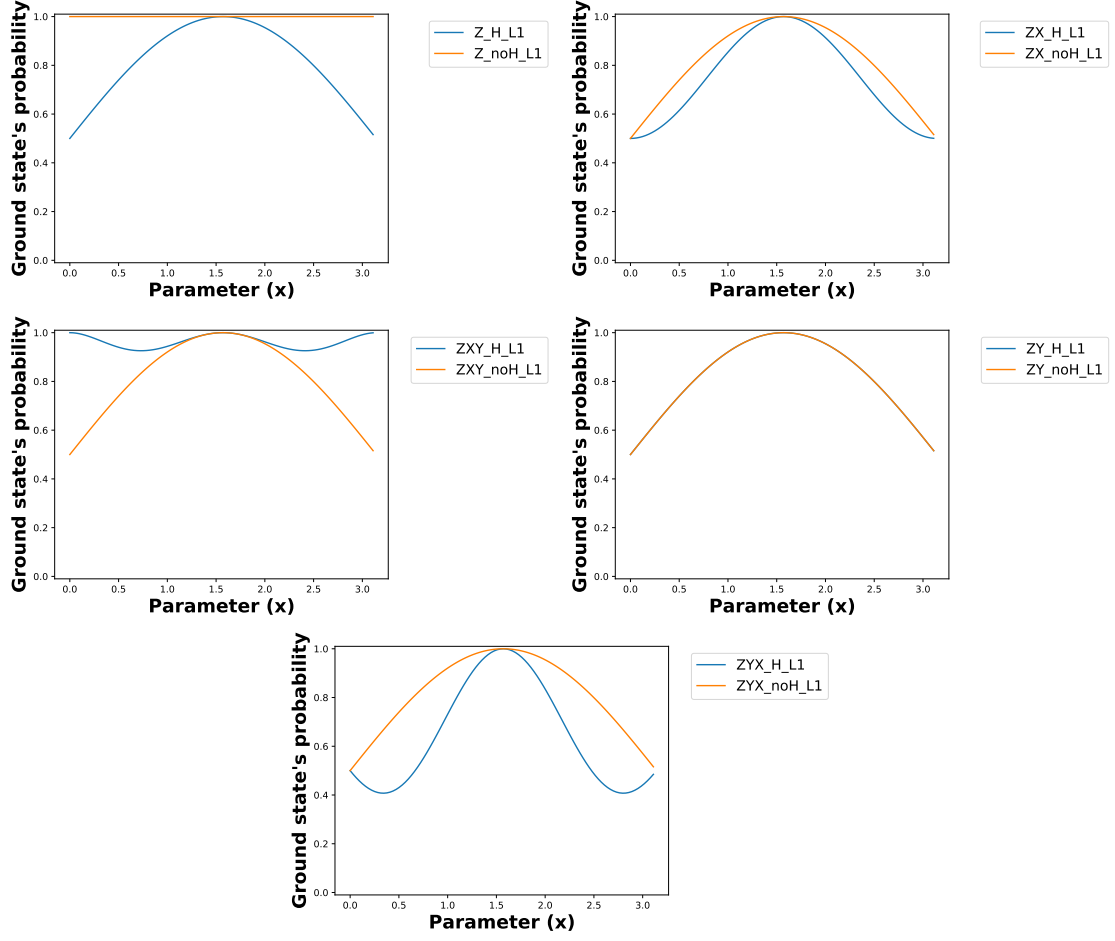 Ground state's probability
1.0
0.8
0.6
0.4
0.2
0.0
0.0 0.5 1.0 1.5 2.0 2.5 3.0
Parameter (x)
Z_H_L1
Z_noH_L1
Ground state's probability
1.0
0.8
0.6
0.4
0.2
0.0
0.0 0.5 1.0 1.5 2.0 2.5 3.0
Parameter (x)
ZX_H_L1
ZX_noH_L1
Ground state's probability
1.0
0.8
0.6
0.4
0.2
0.0
0.0 0.5 1.0 1.5 2.0 2.5 3.0
Parameter (x)
ZXY_H_L1
ZXY_noH_L1
Ground state's probability
1.0
0.8
0.6
0.4
0.2
0.0
0.0 0.5 1.0 1.5 2.0 2.5 3.0
Parameter (x)
ZY_H_L1
ZY_noH_L1
Ground state's probability
1.0
0.8
0.6
0.4
0.2
0.0
0.0 0.5 1.0 1.5 2.0 2.5 3.0
Parameter (x)
ZYX_H_L1
ZYX_noH_L1